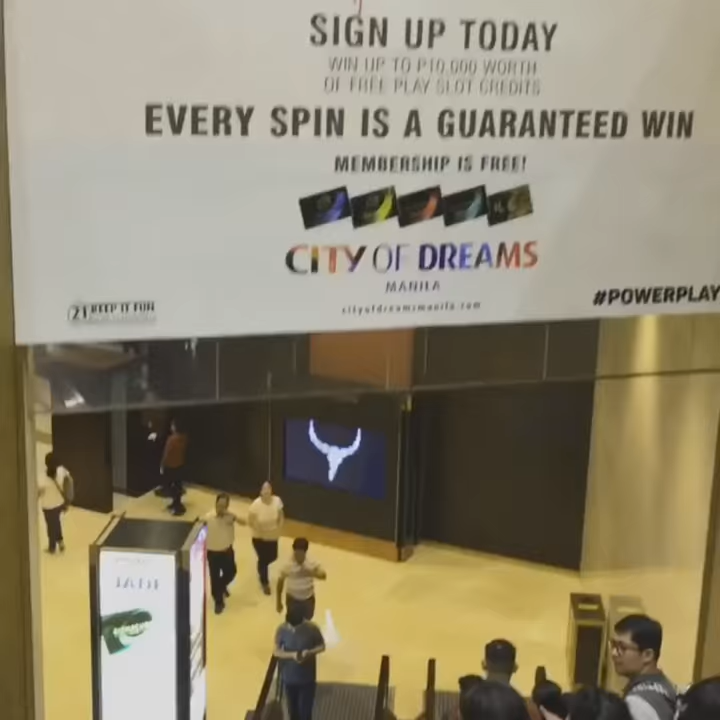 SIGN UP TODAY
WIN UP TO P10,000 WORTH
OF FREE PLAY SLOT CREDITS
EVERY SPIN IS A GUARANTEED WIN
MEMBERSHIP IS FREE!
CITY OF DREAMS
MANILA
cityofdreamsmanila.com
21 KEEP IT FUN
#POWERPLAY
JADE